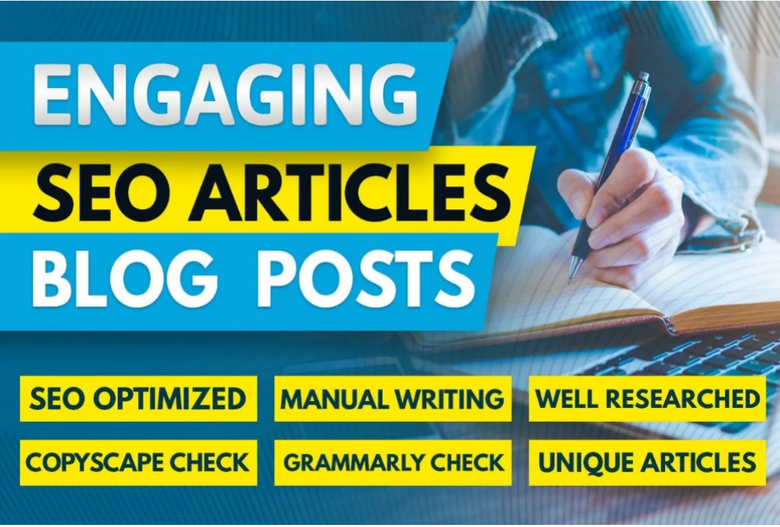 ENGAGING
SEO ARTICLES
BLOG POSTS
SEO OPTIMIZED
MANUAL WRITING
WELL RESEARCHED
COPYSCAPE CHECK
GRAMMARLY CHECK
UNIQUE ARTICLES